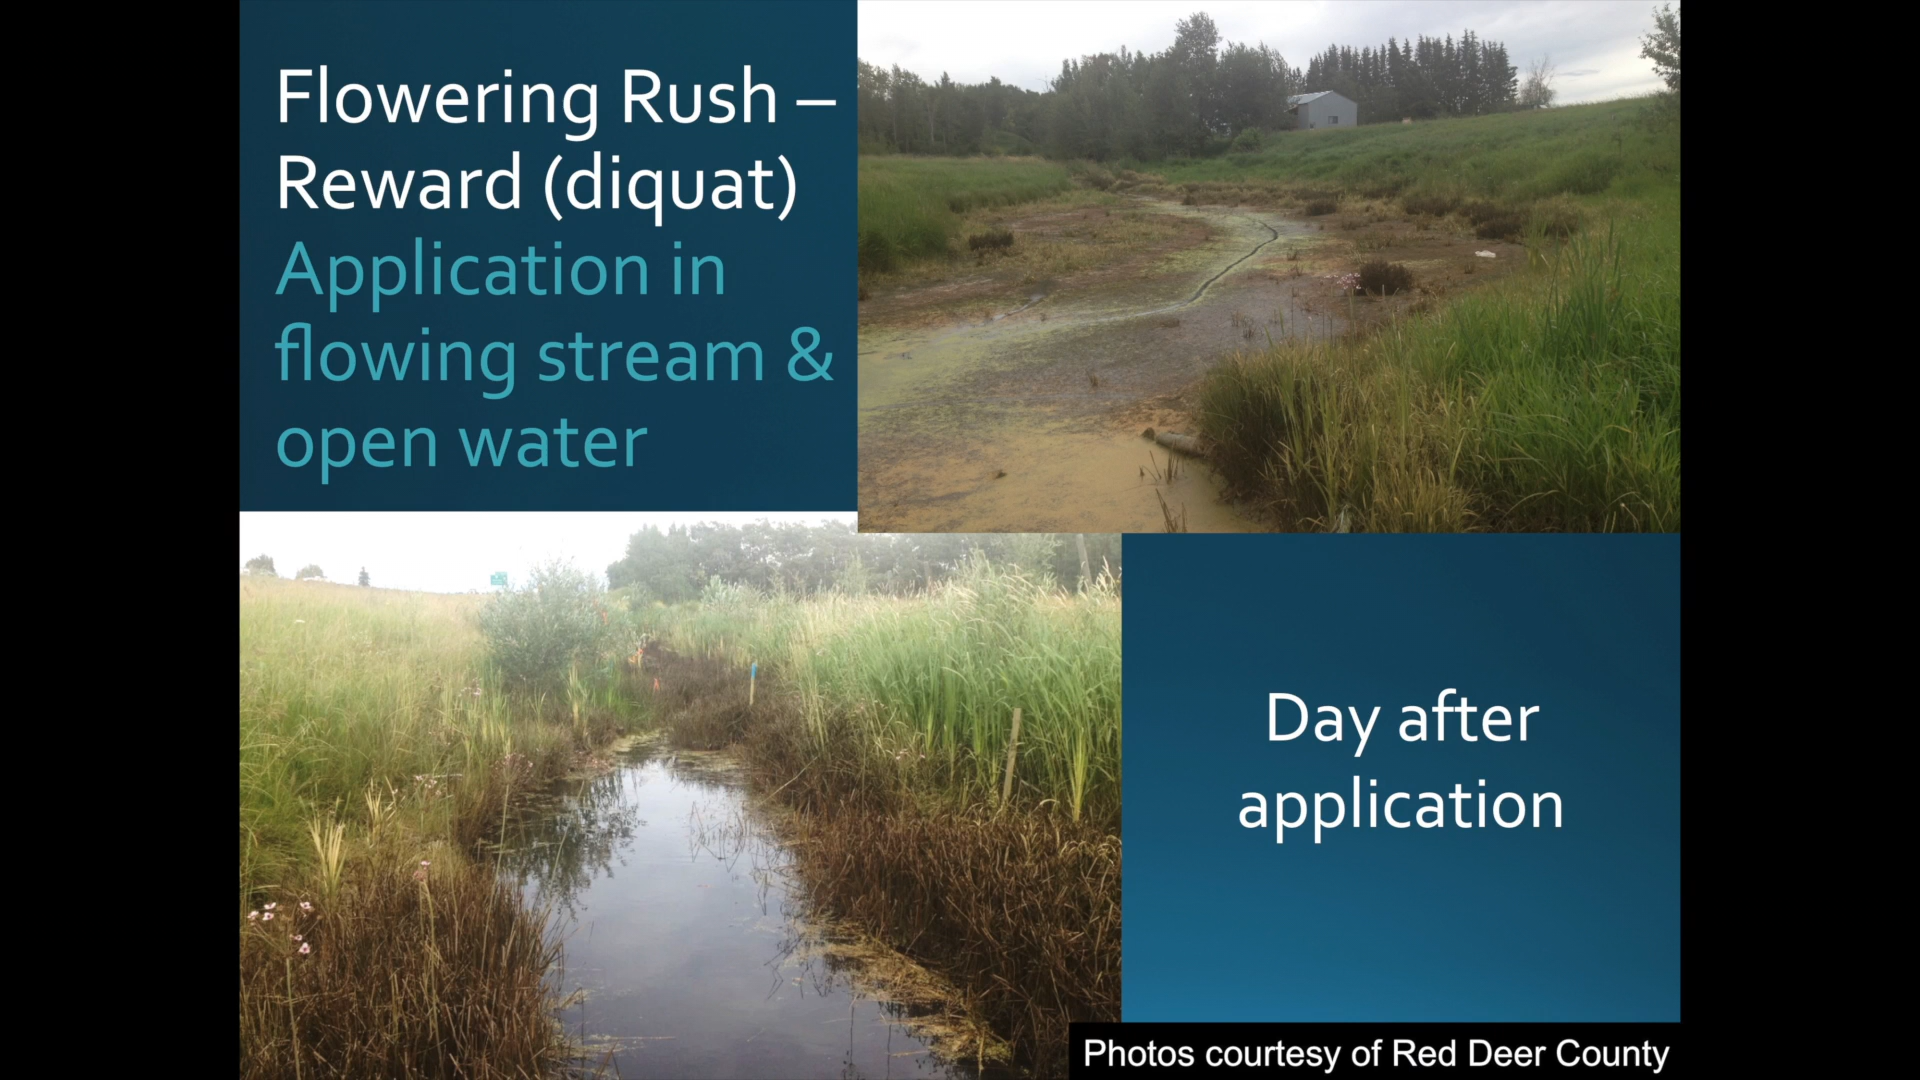 Flowering Rush –
Reward (diquat)
Application in
flowing stream &
open water
Day after
application
Photos courtesy of Red Deer County